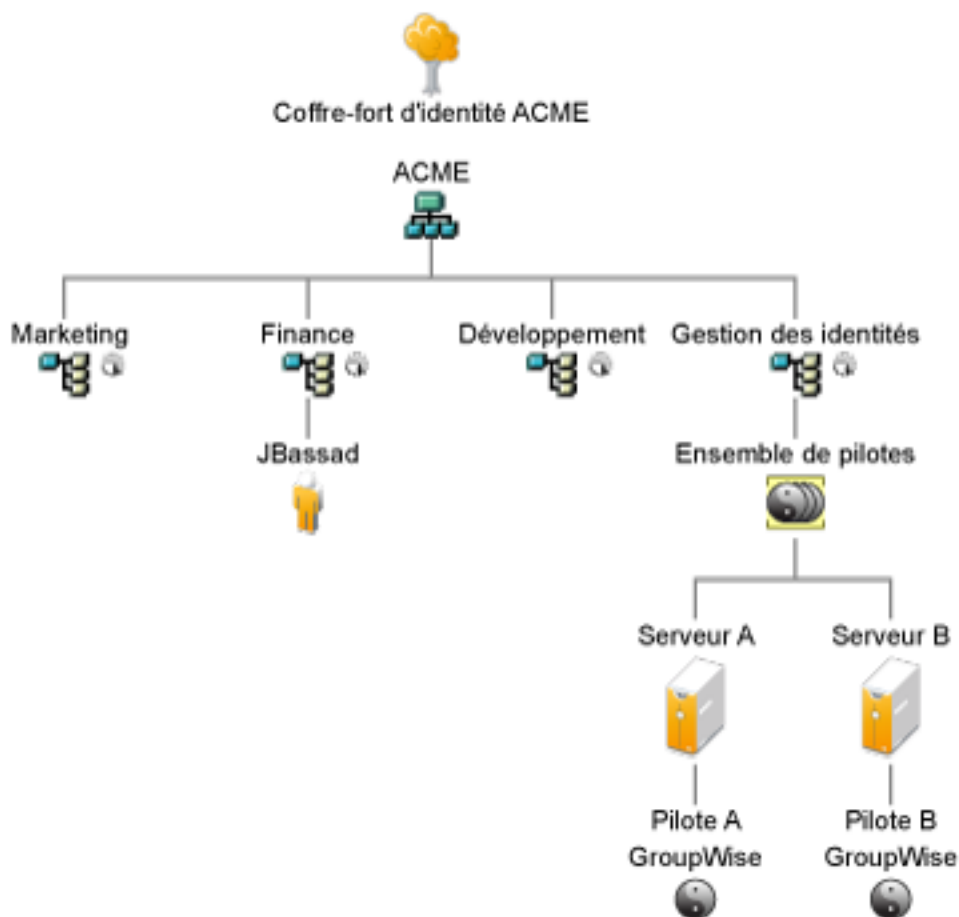 Coffre-fort d'identité ACME
ACME
Marketing
Finance
Développement
Gestion des identités
JBassad
Ensemble de pilotes
Serveur A
Serveur B
Pilote A
GroupWise
Pilote B
GroupWise